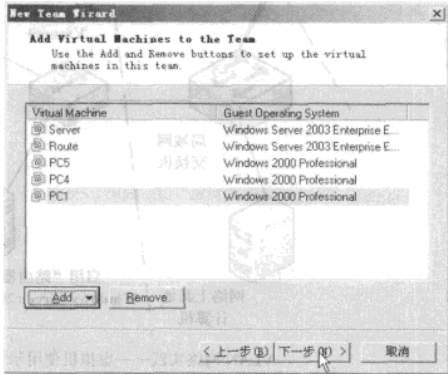 New Team Wizard
Add Virtual Machines to the Team
Use the Add and Remove buttons to set up the virtual
machines in this team.
Virtual Machine Guest Operating System
Server Windows Server 2003 Enterprise E...
Route Windows Server 2003 Enterprise E...
PC5 Windows 2000 Professional
PC4 Windows 2000 Professional
PC1 Windows 2000 Professional
Add Remove
< 上一步(B) 下一步(N) > 取消